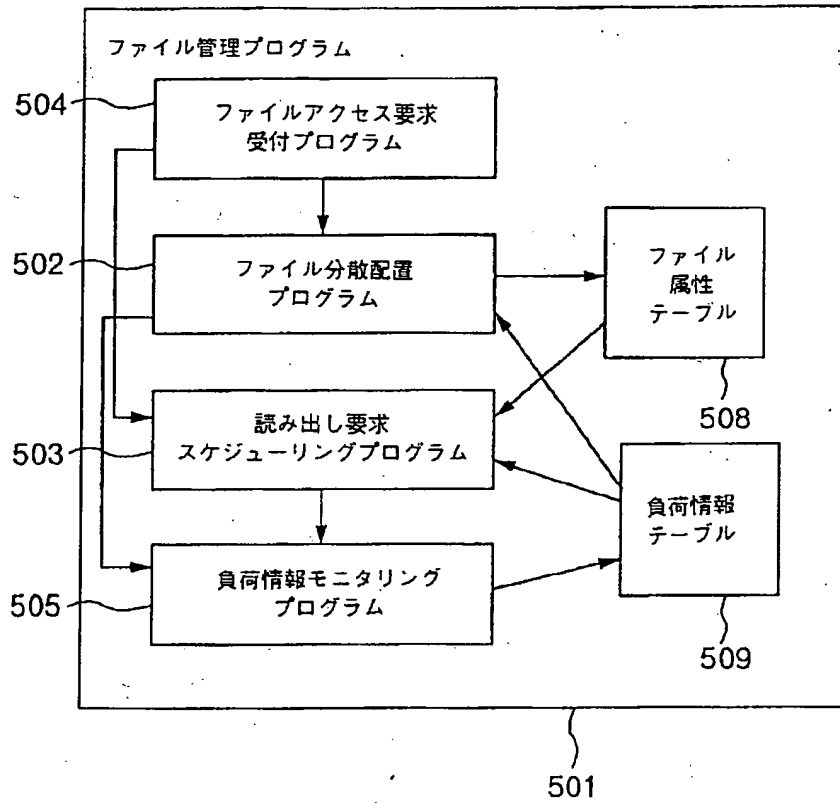 ファイル管理プログラム
504
ファイルアクセス要求
受付プログラム
502
ファイル分散配置
プログラム
ファイル
属性
テーブル
508
503
読み出し要求
スケジューリングプログラム
負荷情報
テーブル
509
505
負荷情報モニタリング
プログラム
501